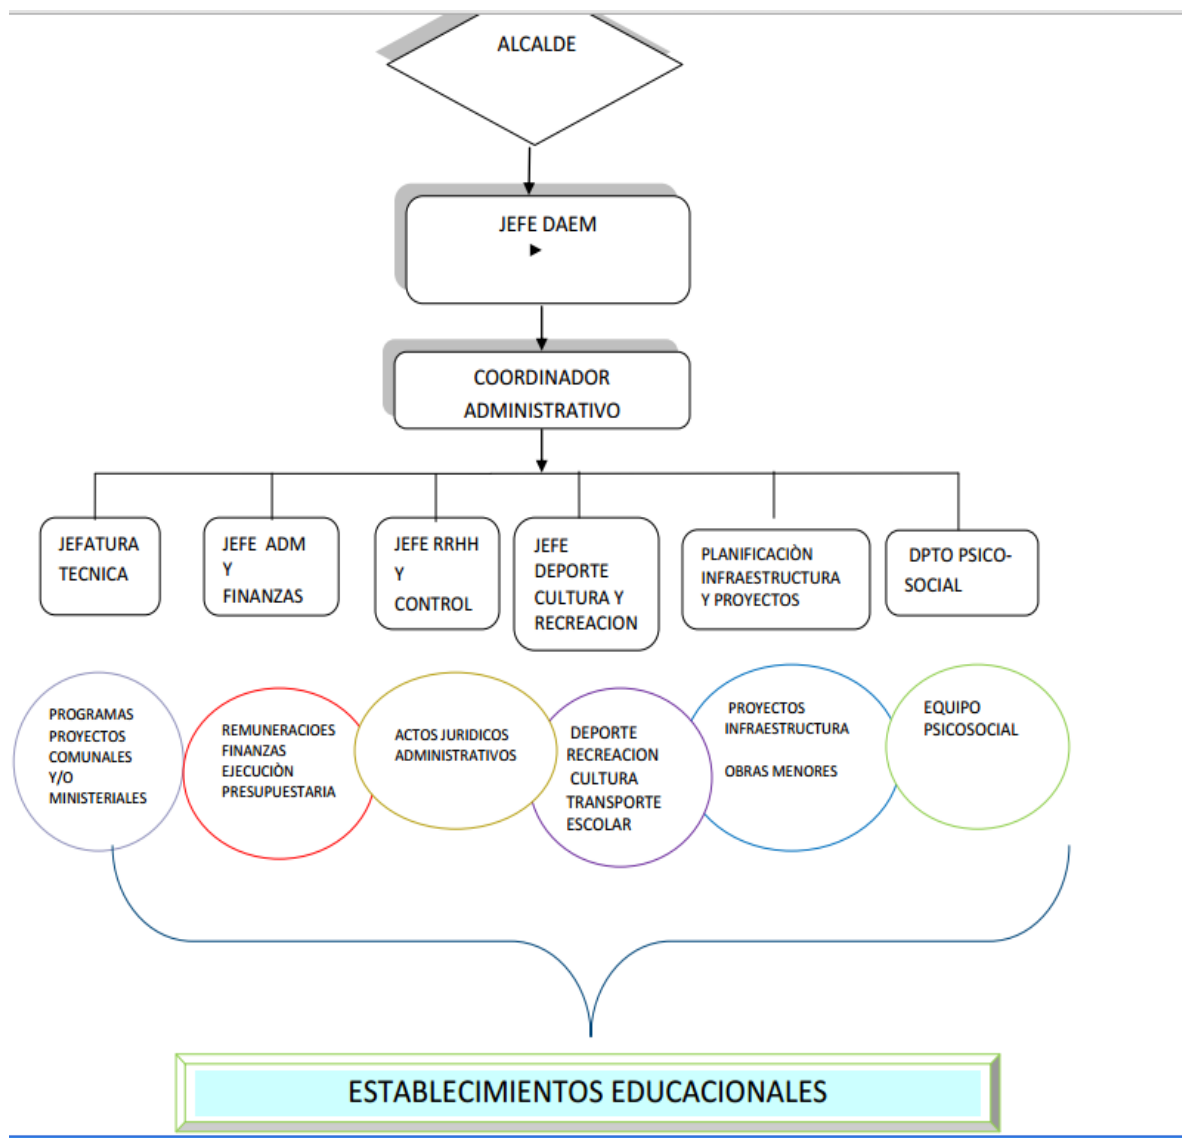 ALCALDE
JEFE DAEM
COORDINADOR
ADMINISTRATIVO
JEFATURA
TECNICA
JEFE ADM
Y
FINANZAS
JEFE RRHH
Y
CONTROL
JEFE
DEPORTE
CULTURA Y
RECREACION
PLANIFICACIÒN
INFRAESTRUCTURA
Y PROYECTOS
DPTO PSICO-
SOCIAL
PROGRAMAS
PROYECTOS
COMUNALES
Y/O
MINISTERIALES
REMUNERACIOES
FINANZAS
EJECUCIÒN
PRESUPUESTARIA
ACTOS JURIDICOS
ADMINISTRATIVOS
DEPORTE
RECREACION
CULTURA
TRANSPORTE
ESCOLAR
PROYECTOS
INFRAESTRUCTURA
OBRAS MENORES
EQUIPO
PSICOSOCIAL
ESTABLECIMIENTOS EDUCACIONALES